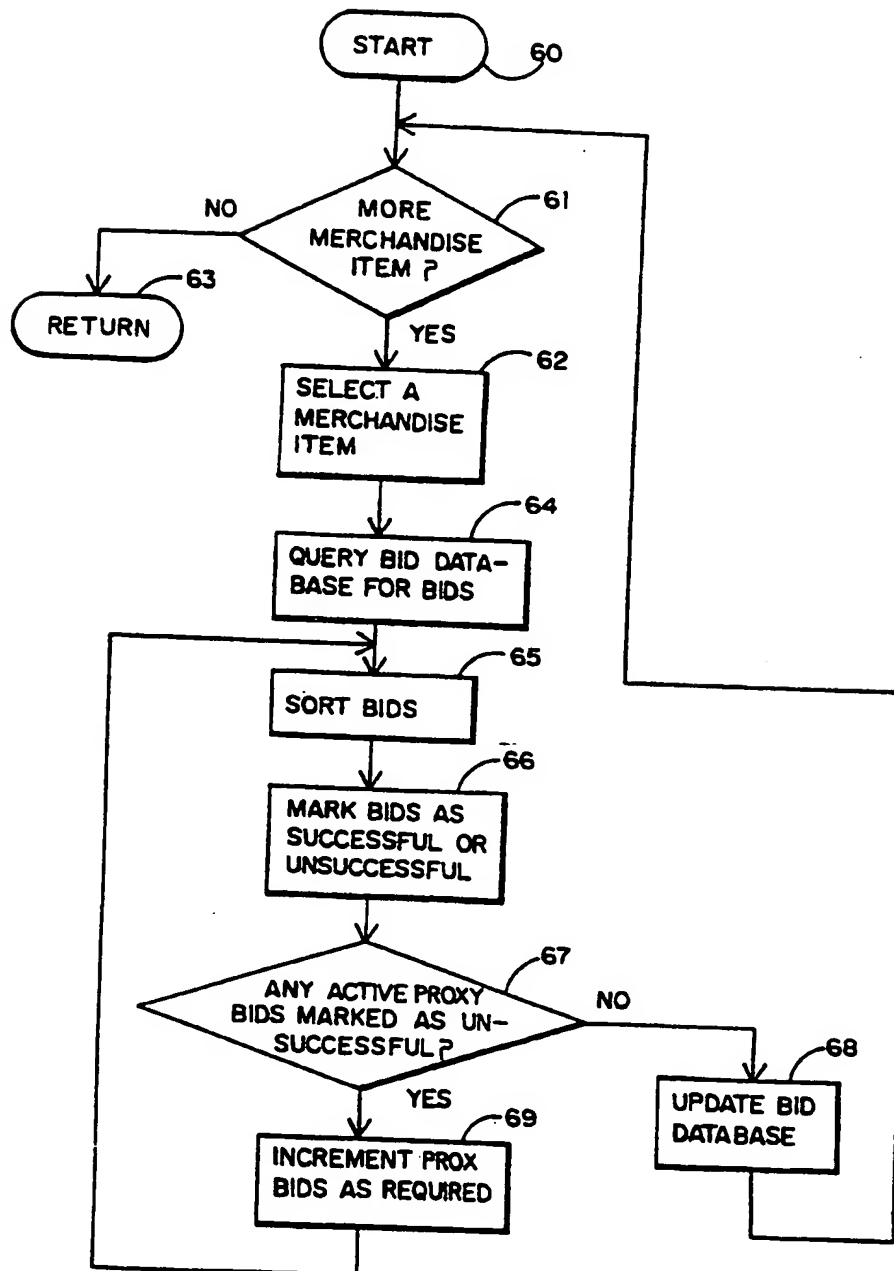 START
60
MORE
MERCHANDISE
ITEM ?
61
NO
RETURN
63
YES
SELECT A
MERCHANDISE
ITEM
62
QUERY BID DATA-
BASE FOR BIDS
64
SORT BIDS
65
MARK BIDS AS
SUCCESSFUL OR
UNSUCCESSFUL
66
ANY ACTIVE PROXY
BIDS MARKED AS UN-
SUCCESSFUL?
67
NO
YES
UPDATE BID
DATABASE
68
INCREMENT PROX
BIDS AS REQUIRED
69